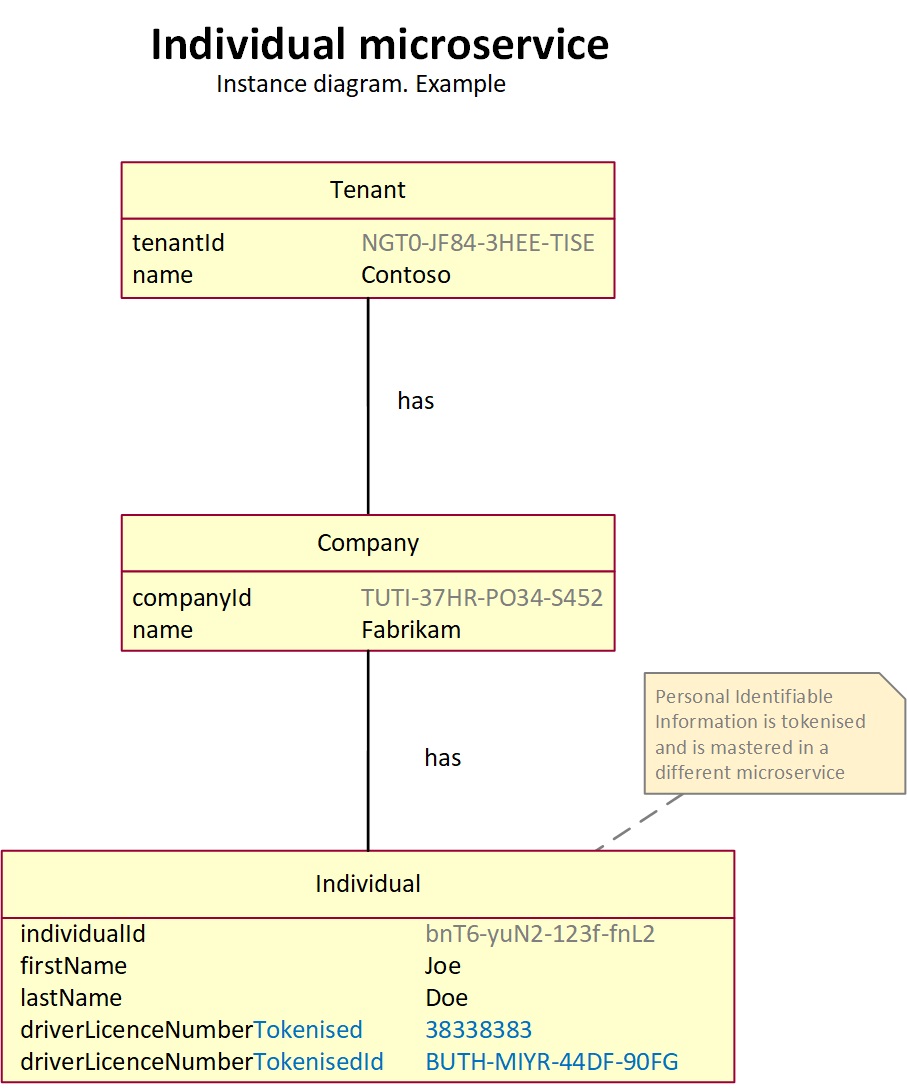 Individual microservice
Instance diagram. Example
Tenant
tenantId NGT0-JF84-3HEE-TISE
name Contoso
has
Company
companyId TUTI-37HR-PO34-S452
name Fabrikam
Personal Identifiable
Information is tokenised
and is mastered in a
different microservice
has
Individual
individualId bnT6-yuN2-123f-fnL2
firstName Joe
lastName Doe
driverLicenceNumberTokenised 38338383
driverLicenceNumberTokenisedId BUTH-MIYR-44DF-90FG